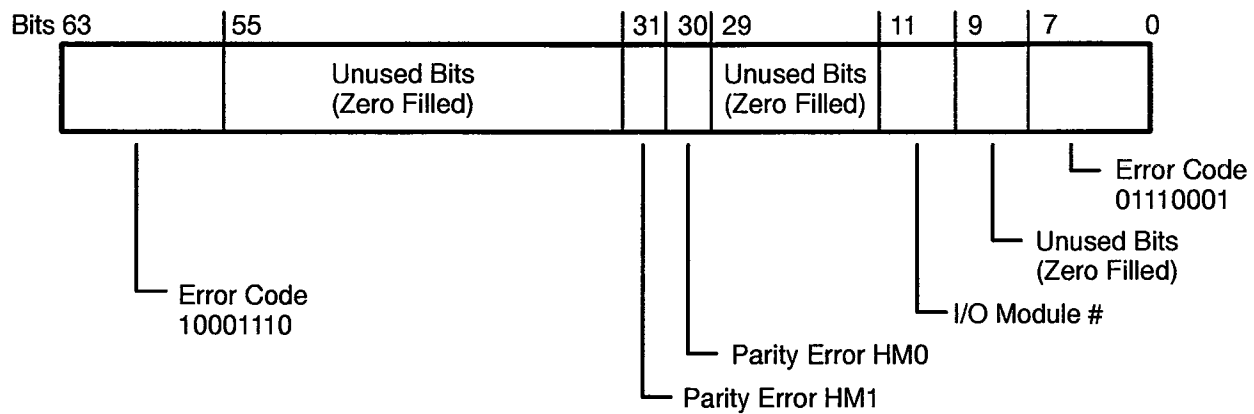 Bits 63 55 31 30 29 11 9 7 0
Unused Bits
(Zero Filled)
Unused Bits
(Zero Filled)
Error Code
01110001
Unused Bits
(Zero Filled)
Error Code
10001110
I/O Module #
Parity Error HM0
Parity Error HM1